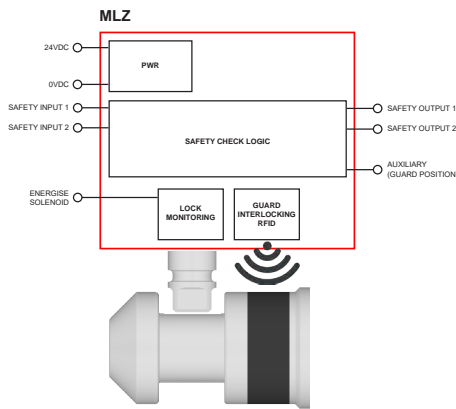 MLZ
24VDC
PWR
0VDC
SAFETY INPUT 1
SAFETY OUTPUT 1
SAFETY INPUT 2
SAFETY OUTPUT 2
SAFETY CHECK LOGIC
AUXILIARY
(GUARD POSITION
ENERGISE
SOLENOID
LOCK
MONITORING
GUARD
INTERLOCKING
RFID